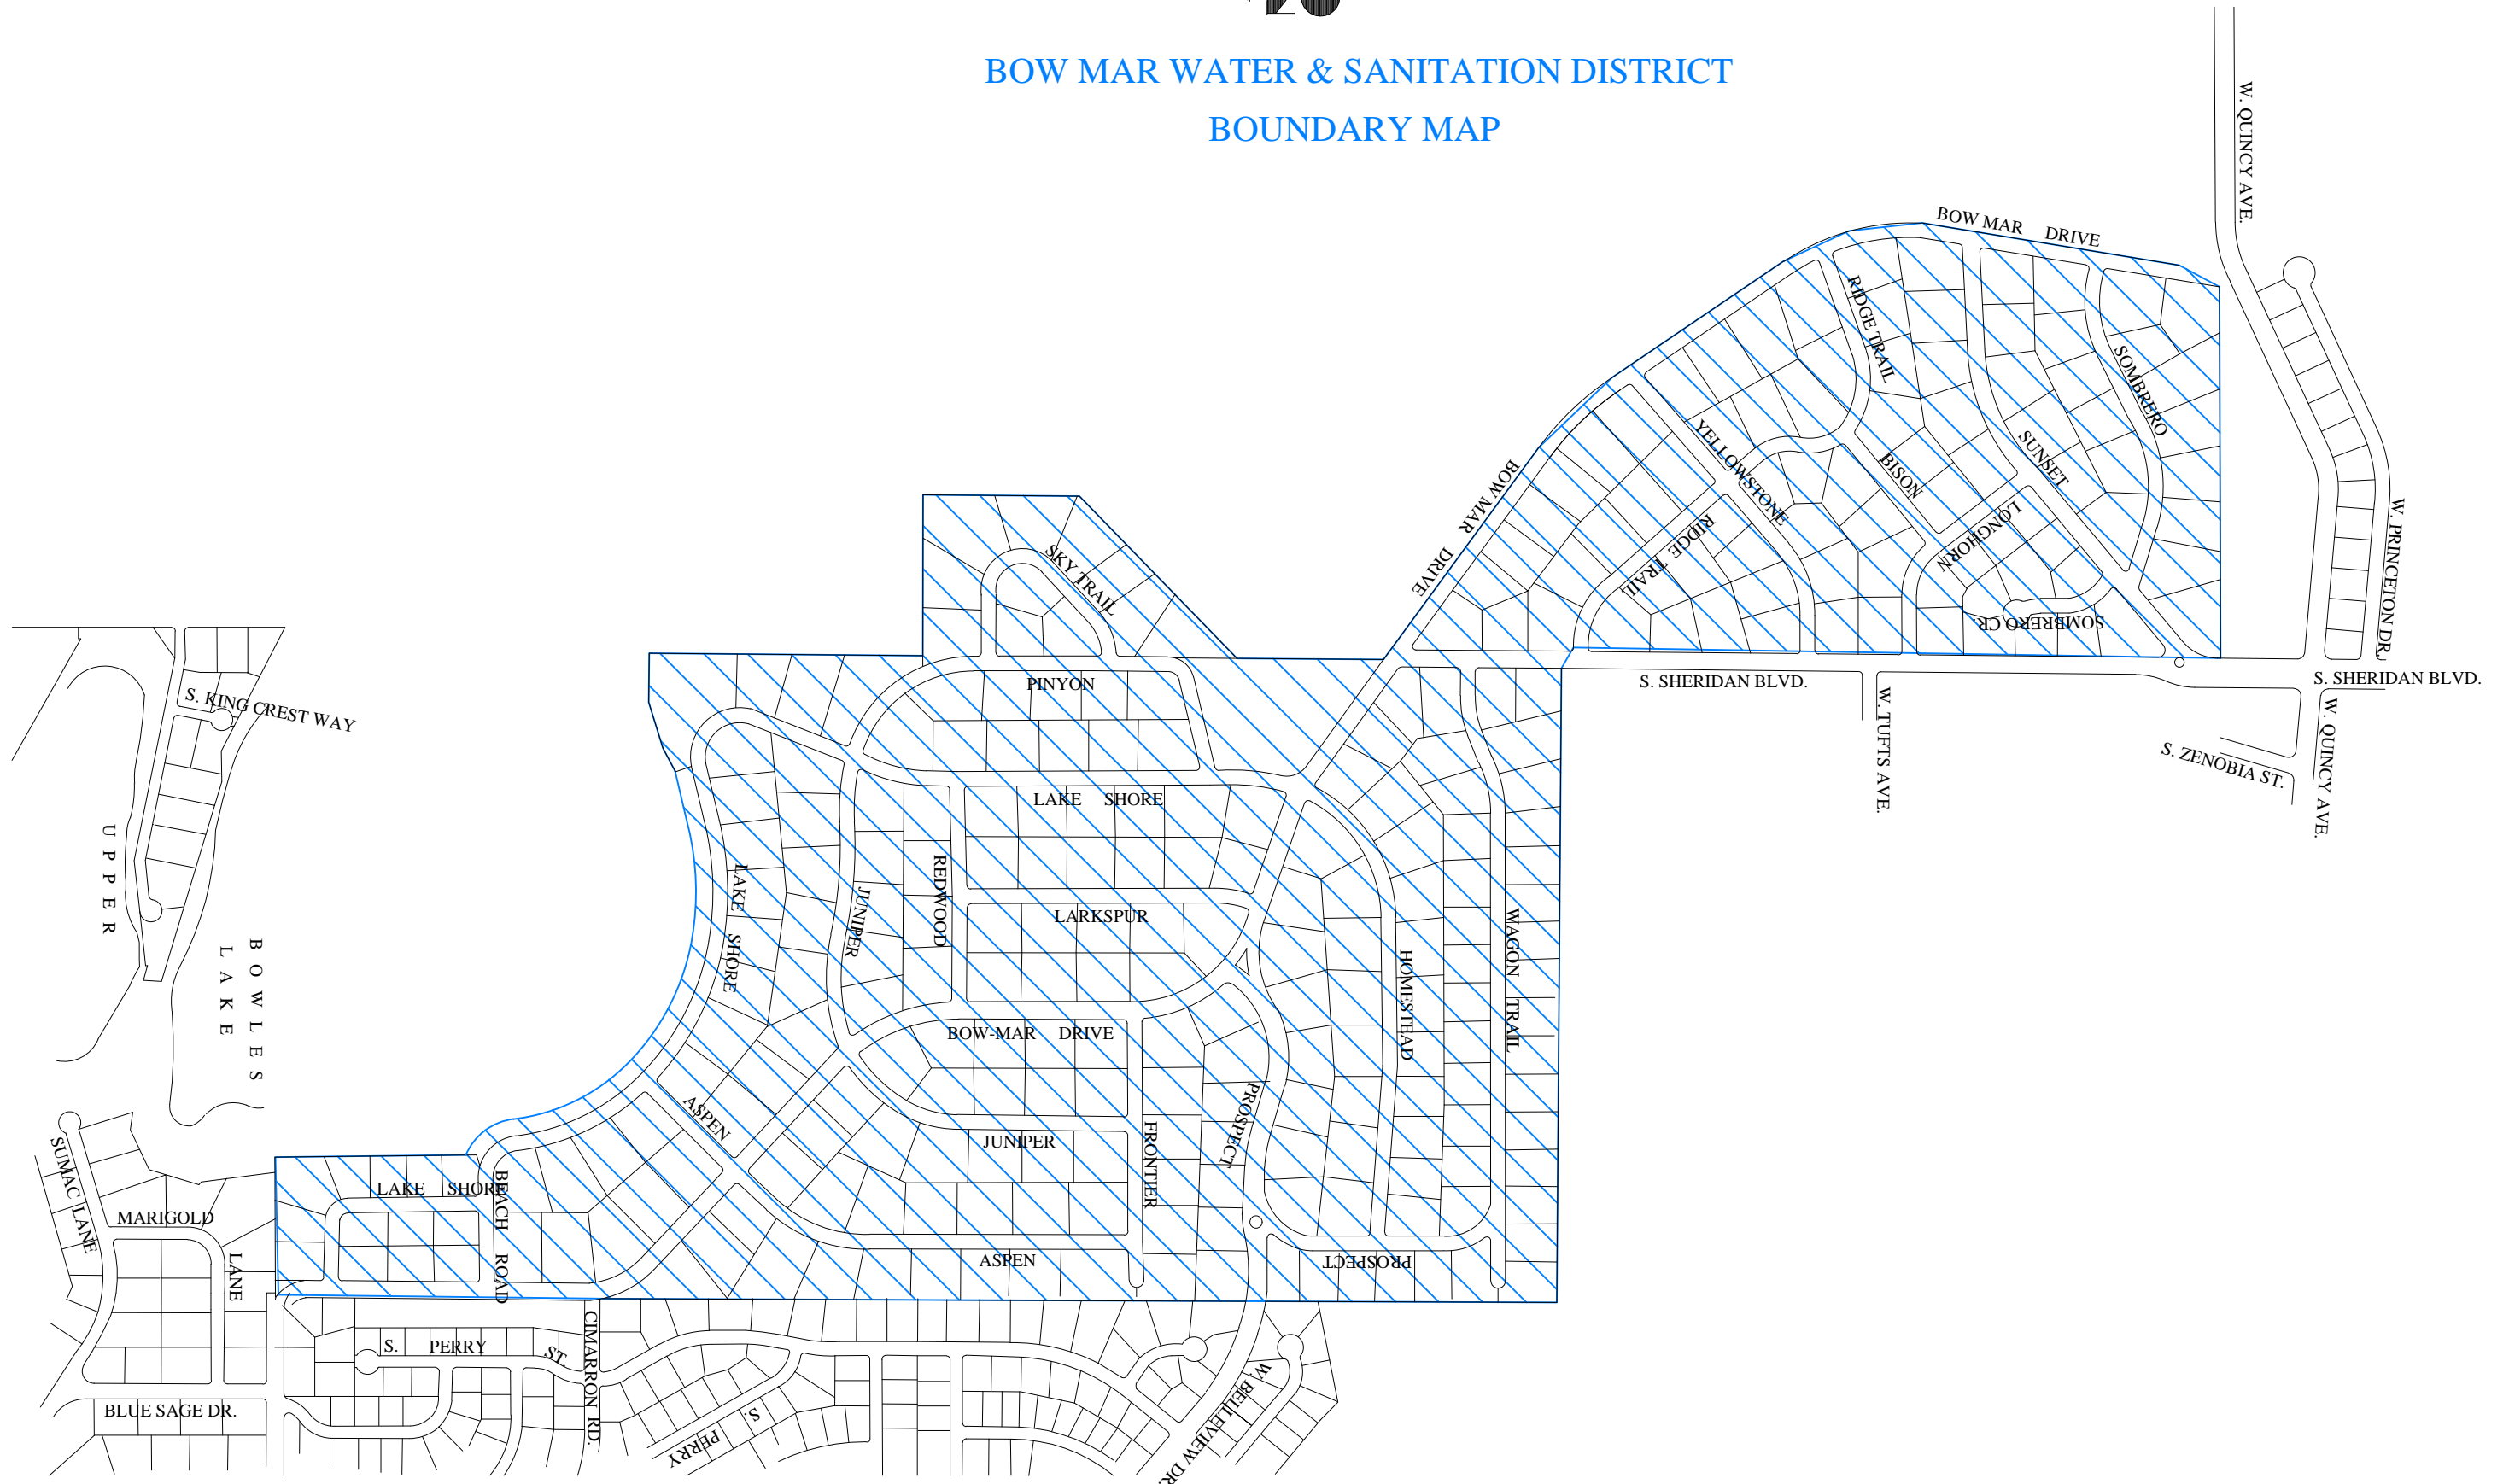 BOW MAR WATER & SANITATION DISTRICT
BOUNDARY MAP
W. QUINCY AVE.
BOW MAR DRIVE
RIDGE TRAIL
SOMBRERO
YELLOWSTONE
BISON
SUNSET
BOW MAR DRIVE
RIDGE TRAIL
LONGHORN
SOMBRERO CR.
W. PRINCETON DR.
SKY TRAIL
S. SHERIDAN BLVD.
S. SHERIDAN BLVD.
W. TUFTS AVE.
S. ZENOBIA ST.
W. QUINCY AVE.
S. KING CREST WAY
PINYON
LAKE SHORE
UPPER
BOWLES
LAKE
LAKE SHORE
JUNIPER
REDWOOD
LARKSPUR
WAGON TRAIL
HOMESTEAD
BOW-MAR DRIVE
ASPEN
JUNIPER
FRONTIER
PROSPECT
SUMAC LANE
MARIGOLD
LANE
LAKE SHORE
BEACH ROAD
ASPEN
PROSPECT
S. PERRY ST.
CIMARRON RD.
BLUE SAGE DR.
S. PERRY
W. BELLEVIEW DR.